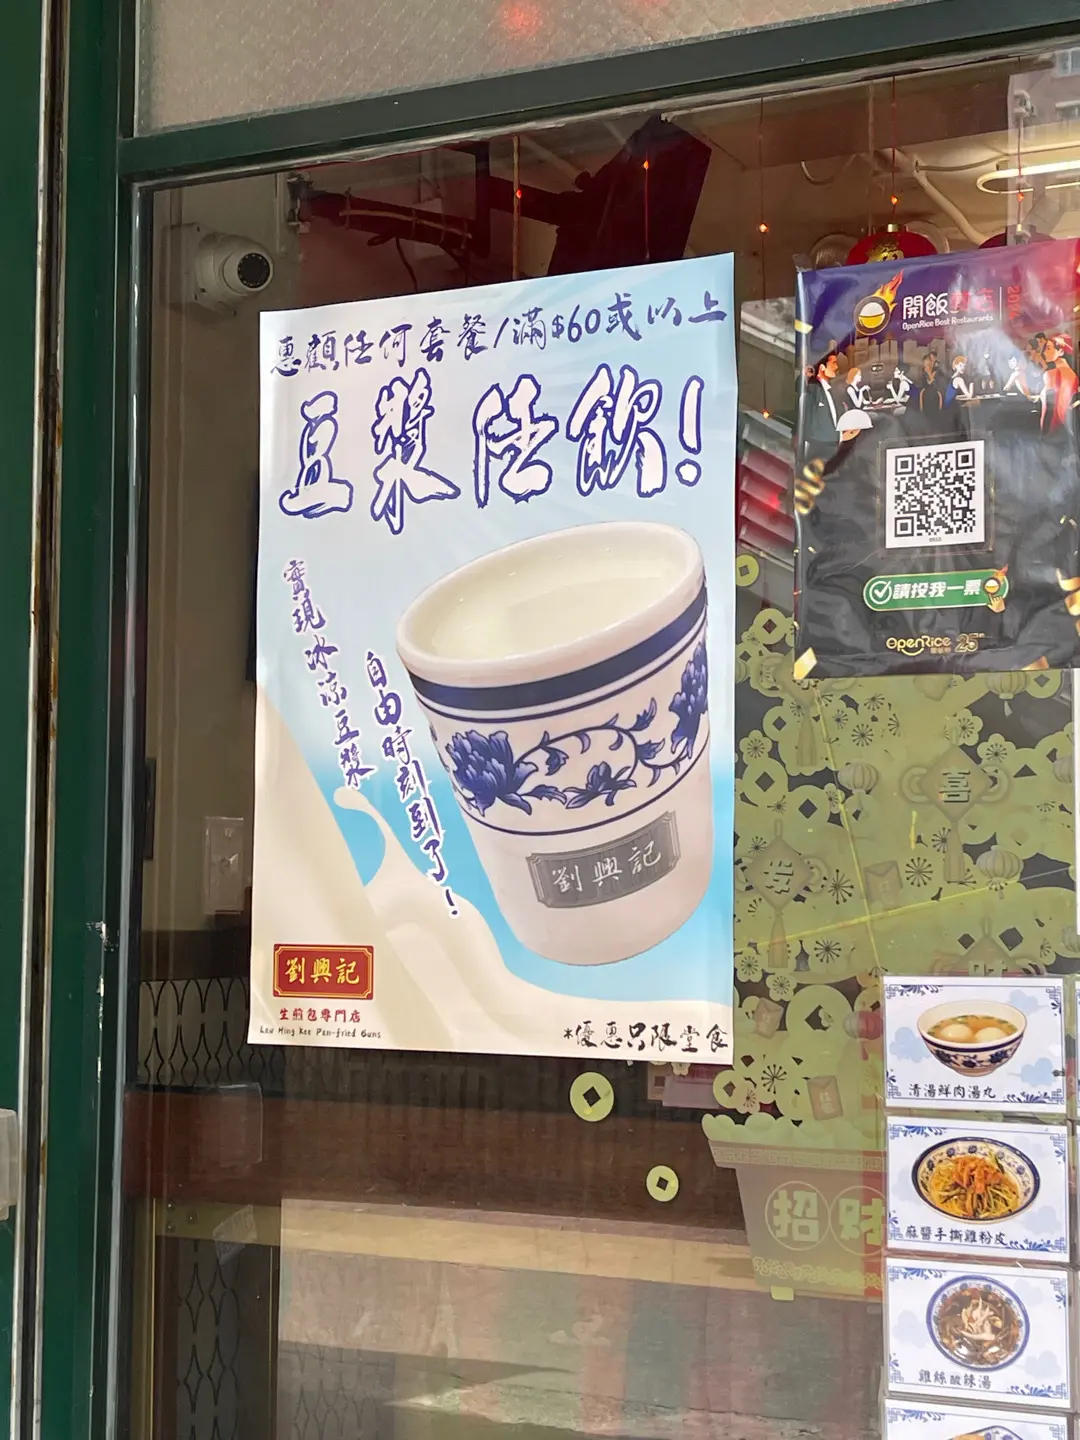 惠顧任何套餐/滿$60或以上
豆漿任飲!
實現冰凉豆漿
自由時刻到了!
劉興記
劉興記
生煎包專門店
Lau Hing Kee Pan-fried Buns
*優惠只限堂食
開飯
OpenRice Best Restaurants
請投我一票
OpenRice
25
喜
招財
清湯鮮肉湯丸
麻醬手撕雞粉皮
雞絲酸辣湯